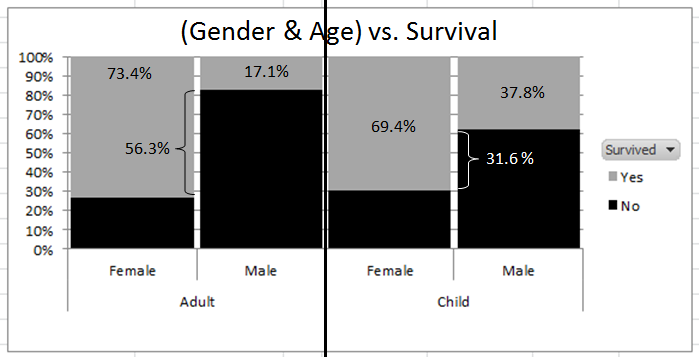 (Gender & Age) vs. Survival
100%
90%
80%
70%
60%
50%
40%
30%
20%
10%
0%
73.4%
17.1%
56.3%
69.4%
37.8%
31.6 %
Female
Male
Female
Male
Adult
Child
Survived
Yes
No